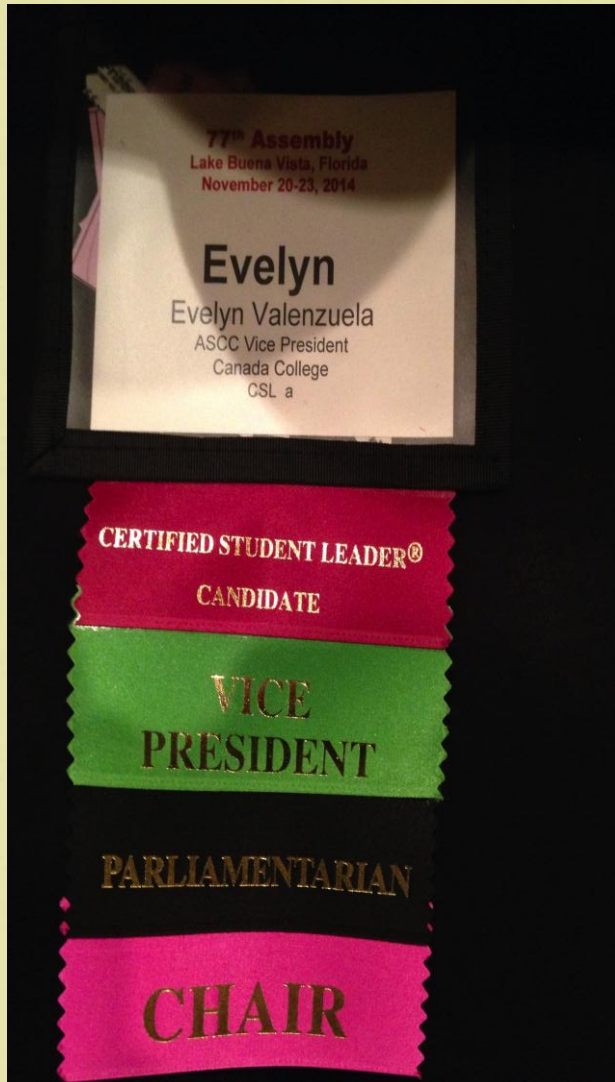 77th Assembly
Lake Buena Vista, Florida
November 20-23, 2014
Evelyn
Evelyn Valenzuela
ASCC Vice President
Canada College
CSL a
CERTIFIED STUDENT LEADER®
CANDIDATE
VICE
PRESIDENT
PARLIAMENTARIAN
CHAIR